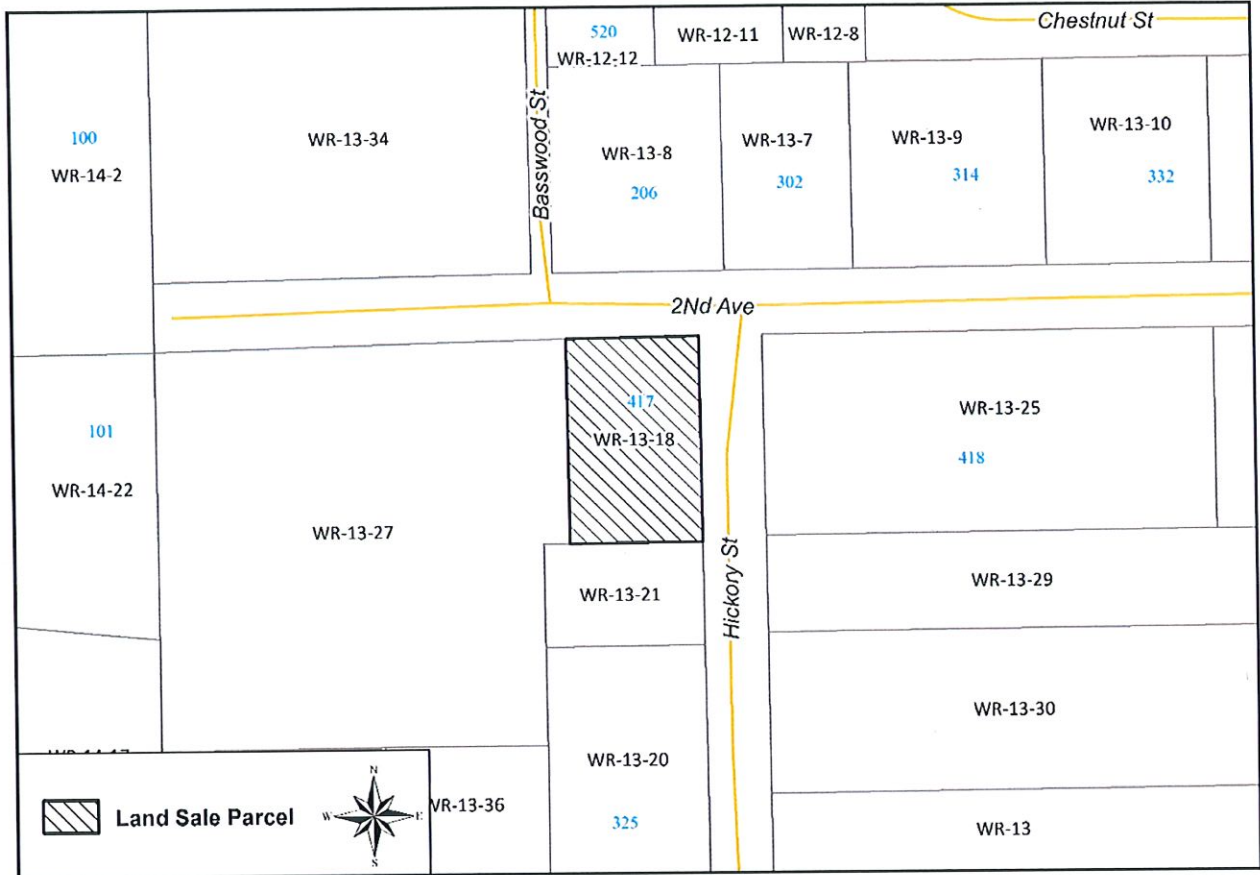 Chestnut St
520
WR-12-12
WR-12-11
WR-12-8
100
WR-14-2
WR-13-34
Basswood St
WR-13-8
206
WR-13-7
302
WR-13-9
314
WR-13-10
332
2Nd Ave
101
WR-14-22
WR-13-27
417
WR-13-18
WR-13-25
418
Hickory St
WR-13-21
WR-13-29
WR-13-30
WR-13-20
325
WR-13
Land Sale Parcel
N
W
E
S